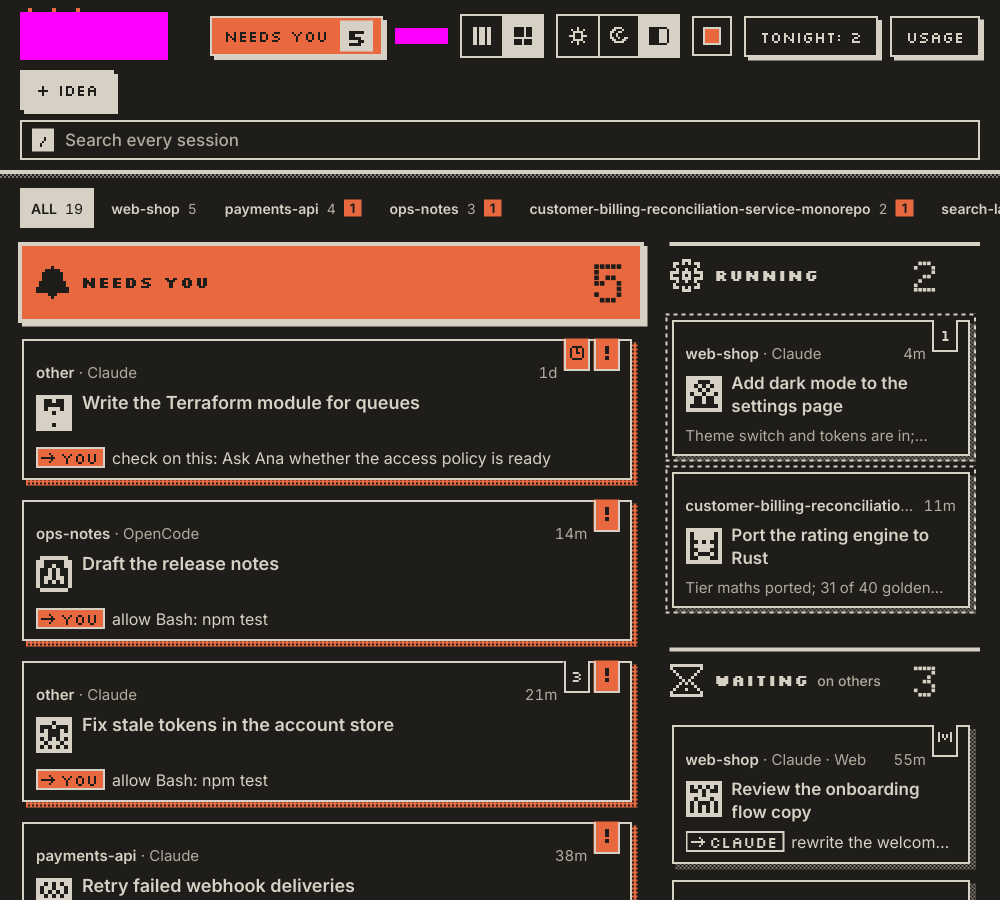 NEEDS YOU 5
TONIGHT: 2
USAGE
+ IDEA
/ Search every session
ALL 19 web-shop 5 payments-api 4 1 ops-notes 3 1 customer-billing-reconciliation-service-monorepo 2 1 search-la
NEEDS YOU 5
other · Claude 1d !
Write the Terraform module for queues
→ YOU check on this: Ask Ana whether the access policy is ready
ops-notes · OpenCode 14m !
Draft the release notes
→ YOU allow Bash: npm test
other · Claude 21m 3 !
Fix stale tokens in the account store
→ YOU allow Bash: npm test
payments-api · Claude 38m !
Retry failed webhook deliveries
RUNNING 2
web-shop · Claude 4m 1
Add dark mode to the
settings page
Theme switch and tokens are in;...
customer-billing-reconciliatio... 11m
Port the rating engine to
Rust
Tier maths ported; 31 of 40 golden...
WAITING on others 3
web-shop · Claude · Web 55m
Review the onboarding
flow copy
→ CLAUDE rewrite the welcom...